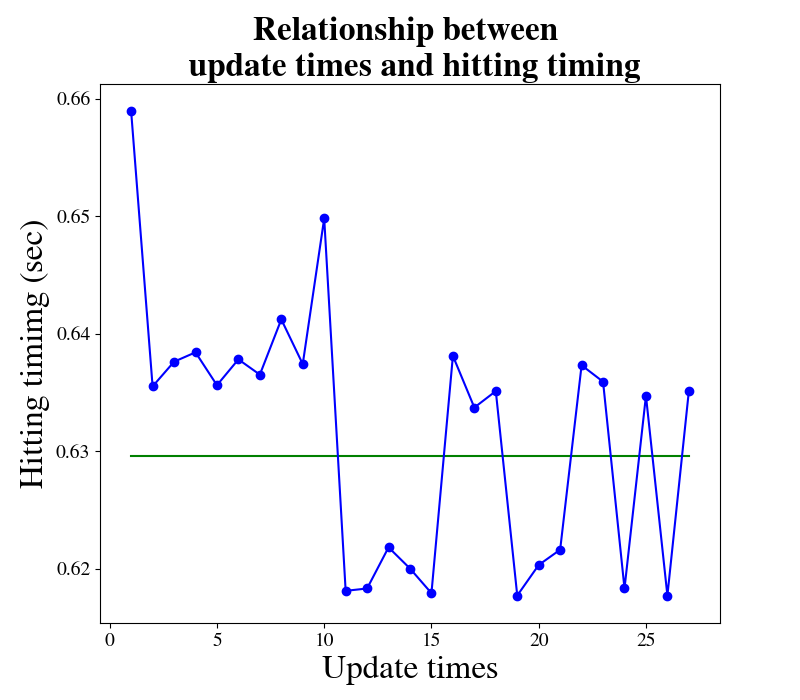 Relationship between
update times and hitting timing
Hitting timimg (sec)
0.66
0.65
0.64
0.63
0.62
0 5 10 15 20 25
Update times